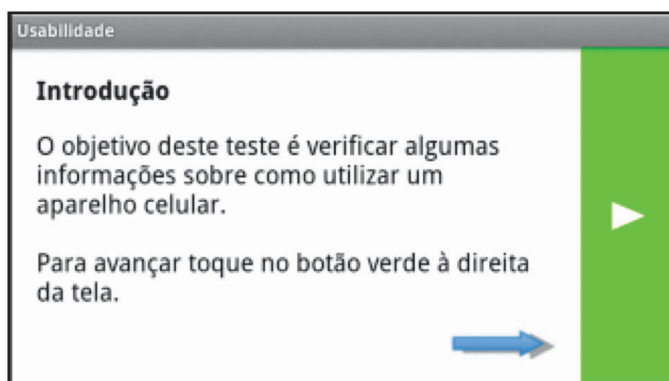 Usabilidade
Introdução
O objetivo deste teste é verificar algumas
informações sobre como utilizar um
aparelho celular.
Para avançar toque no botão verde à direita
da tela.